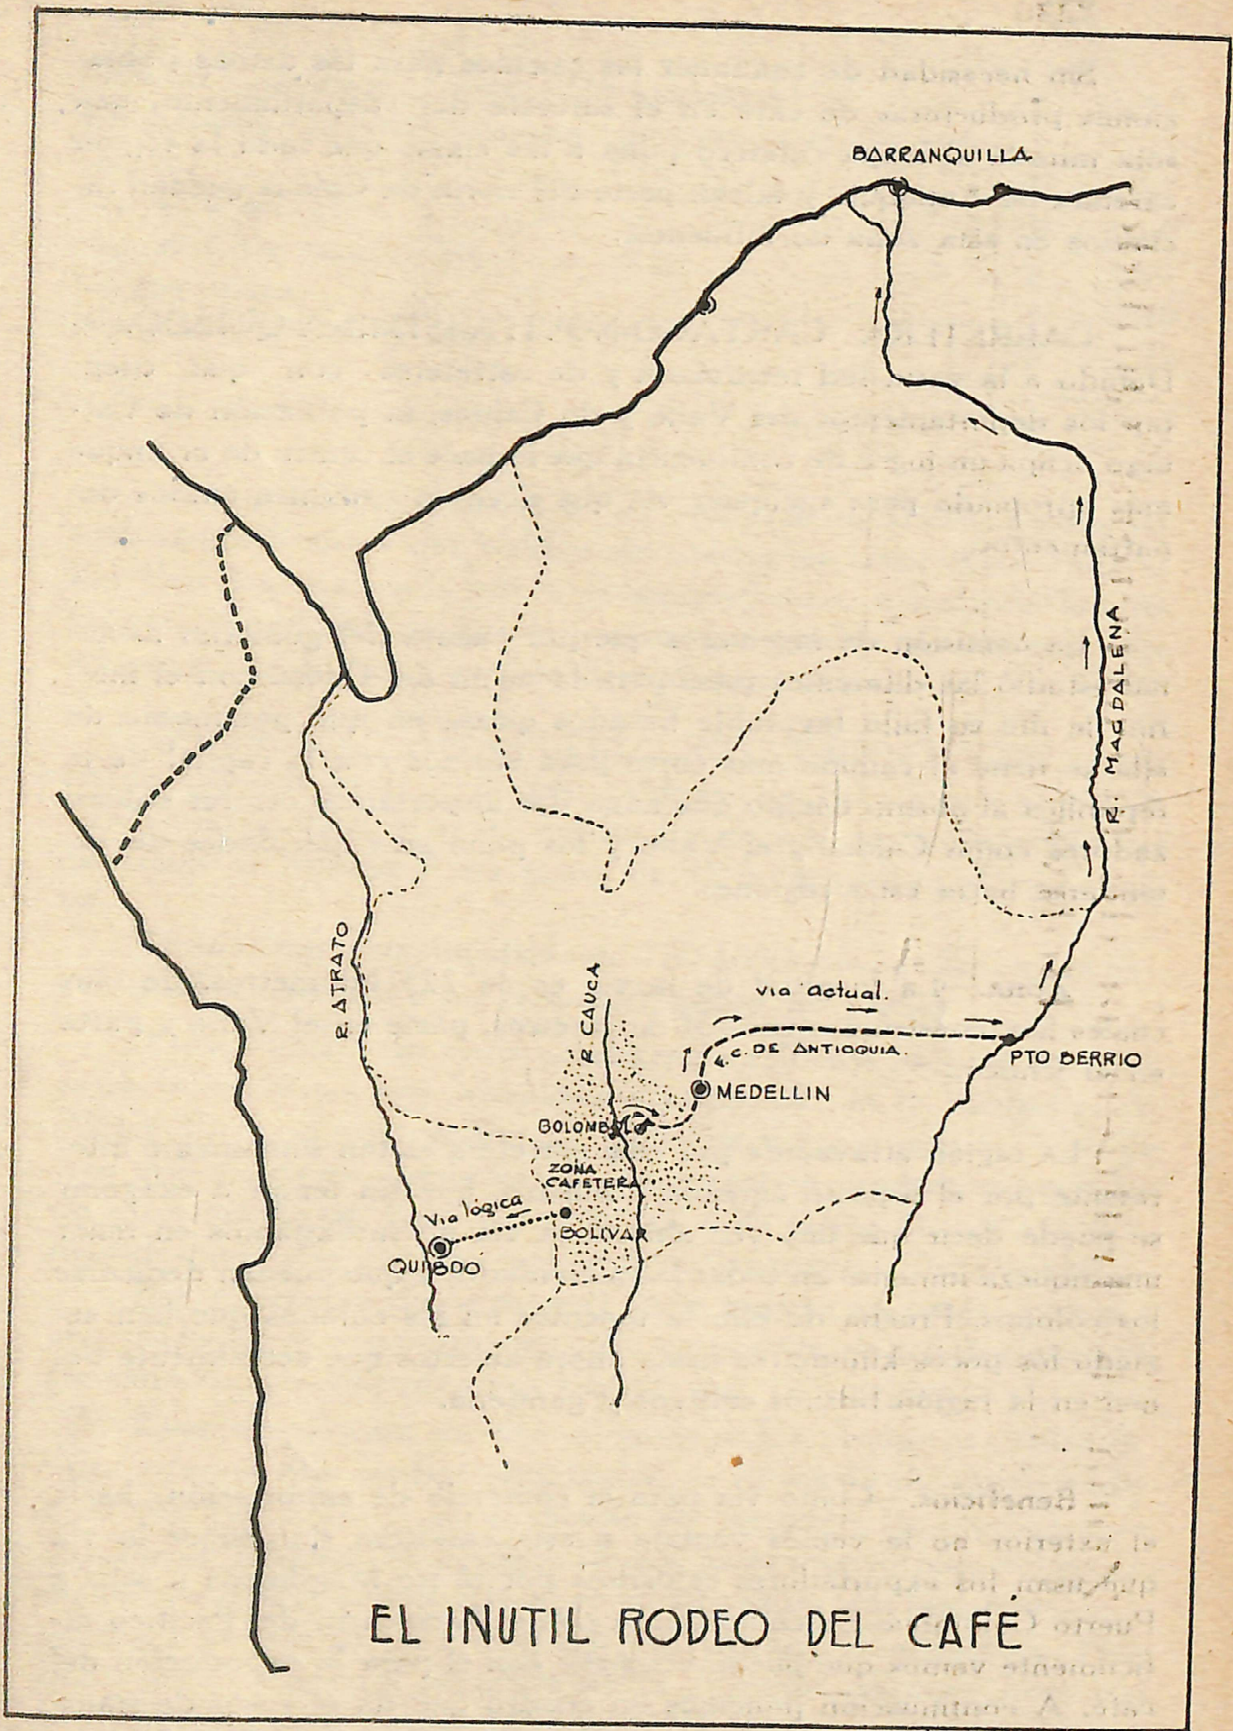 BARRANQUILLA
R. MAGDALENA
R. ATRATO
R. CAUCA
via actual.
F.C. DE ANTIOQUIA.
PTO BERRIO
MEDELLIN
BOLOMBOLO
ZONA
CAFETERA
Via lógica
BOLIVAR
QUIBDO
EL INUTIL RODEO DEL CAFÉ